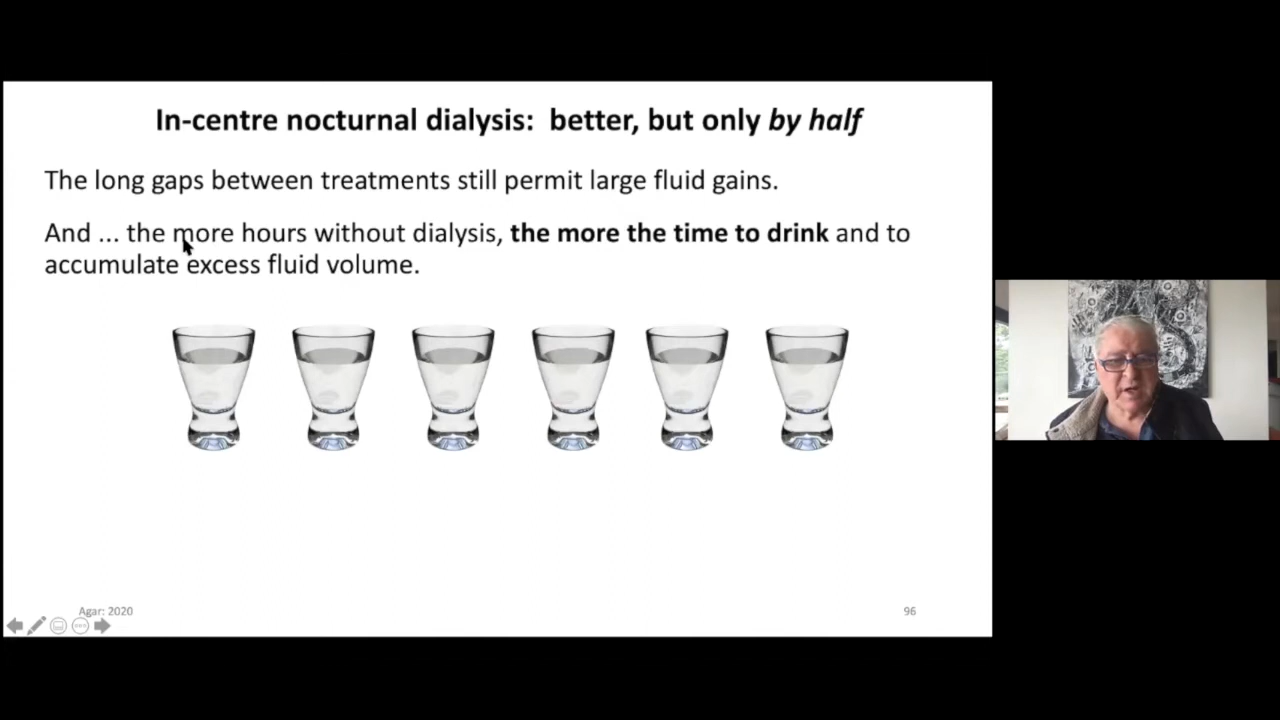 In-centre nocturnal dialysis:  better, but only by half
The long gaps between treatments still permit large fluid gains.
And ... the more hours without dialysis, the more the time to drink and to
accumulate excess fluid volume.
Agar: 2020
96